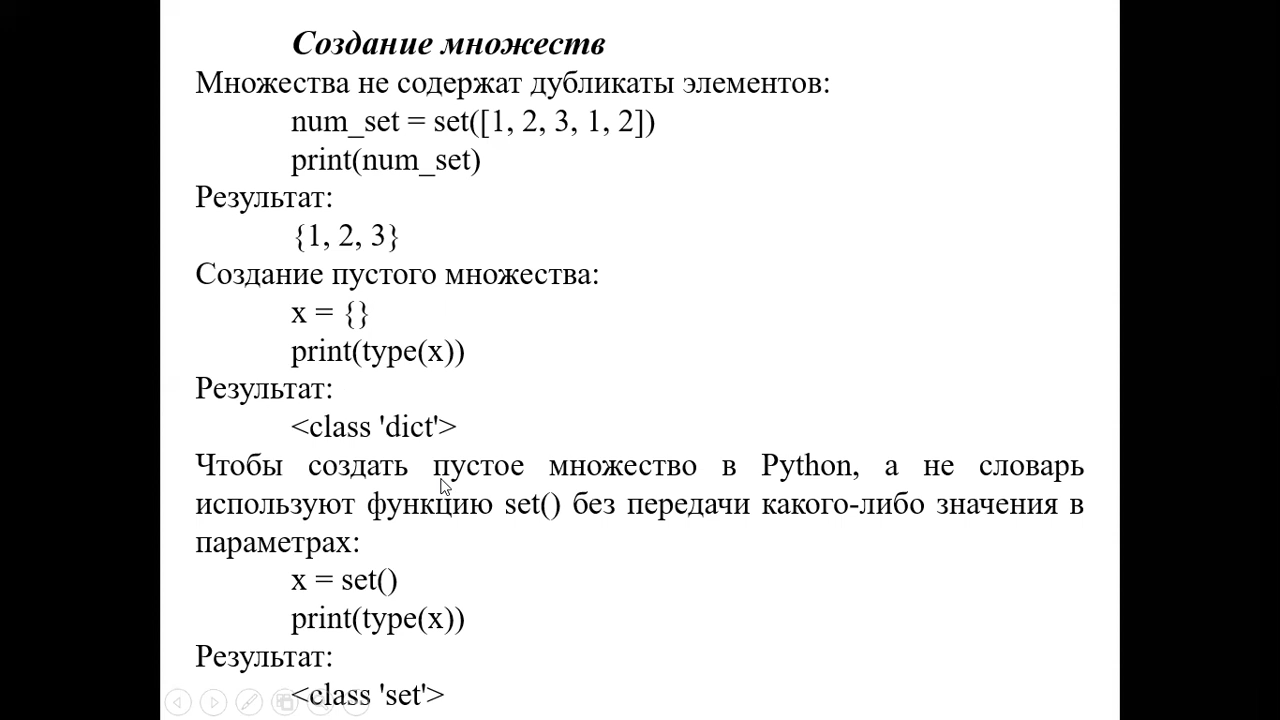 Создание множеств
Множества не содержат дубликаты элементов:
num_set = set([1, 2, 3, 1, 2])
print(num_set)
Результат:
{1, 2, 3}
Создание пустого множества:
x = {}
print(type(x))
Результат:
<class 'dict'>
Чтобы создать пустое множество в Python, а не словарь
используют функцию set() без передачи какого-либо значения в
параметрах:
x = set()
print(type(x))
Результат:
<class 'set'>